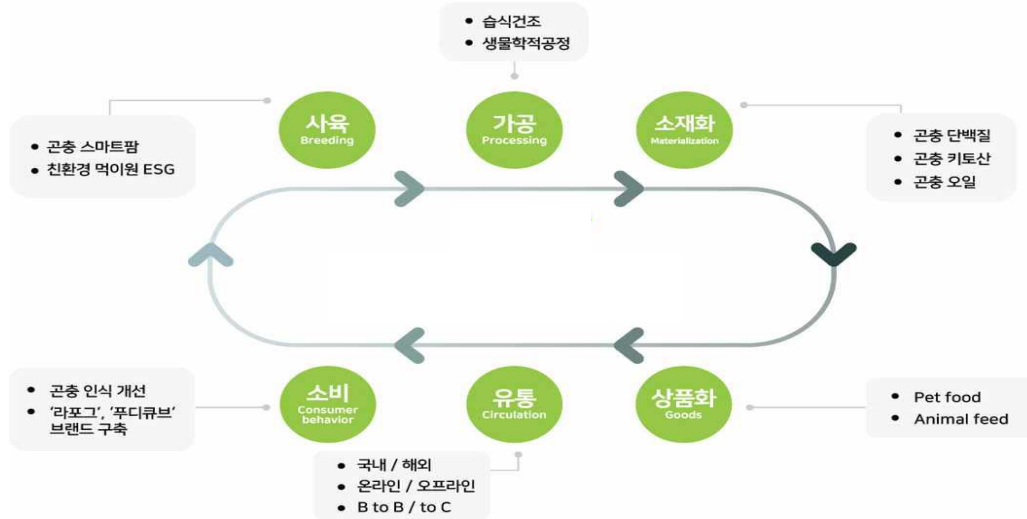 • 습식건조
• 생물학적공정
사육
Breeding
가공
Processing
소재화
Materialization
• 곤충 스마트팜
• 친환경 먹이원 ESG
• 곤충 단백질
• 곤충 키토산
• 곤충 오일
• 곤충 인식 개선
• ‘라포그’, ‘푸디큐브’
브랜드 구축
소비
Consumer
behavior
유통
Circulation
상품화
Goods
• Pet food
• Animal feed
• 국내 / 해외
• 온라인 / 오프라인
• B to B / to C